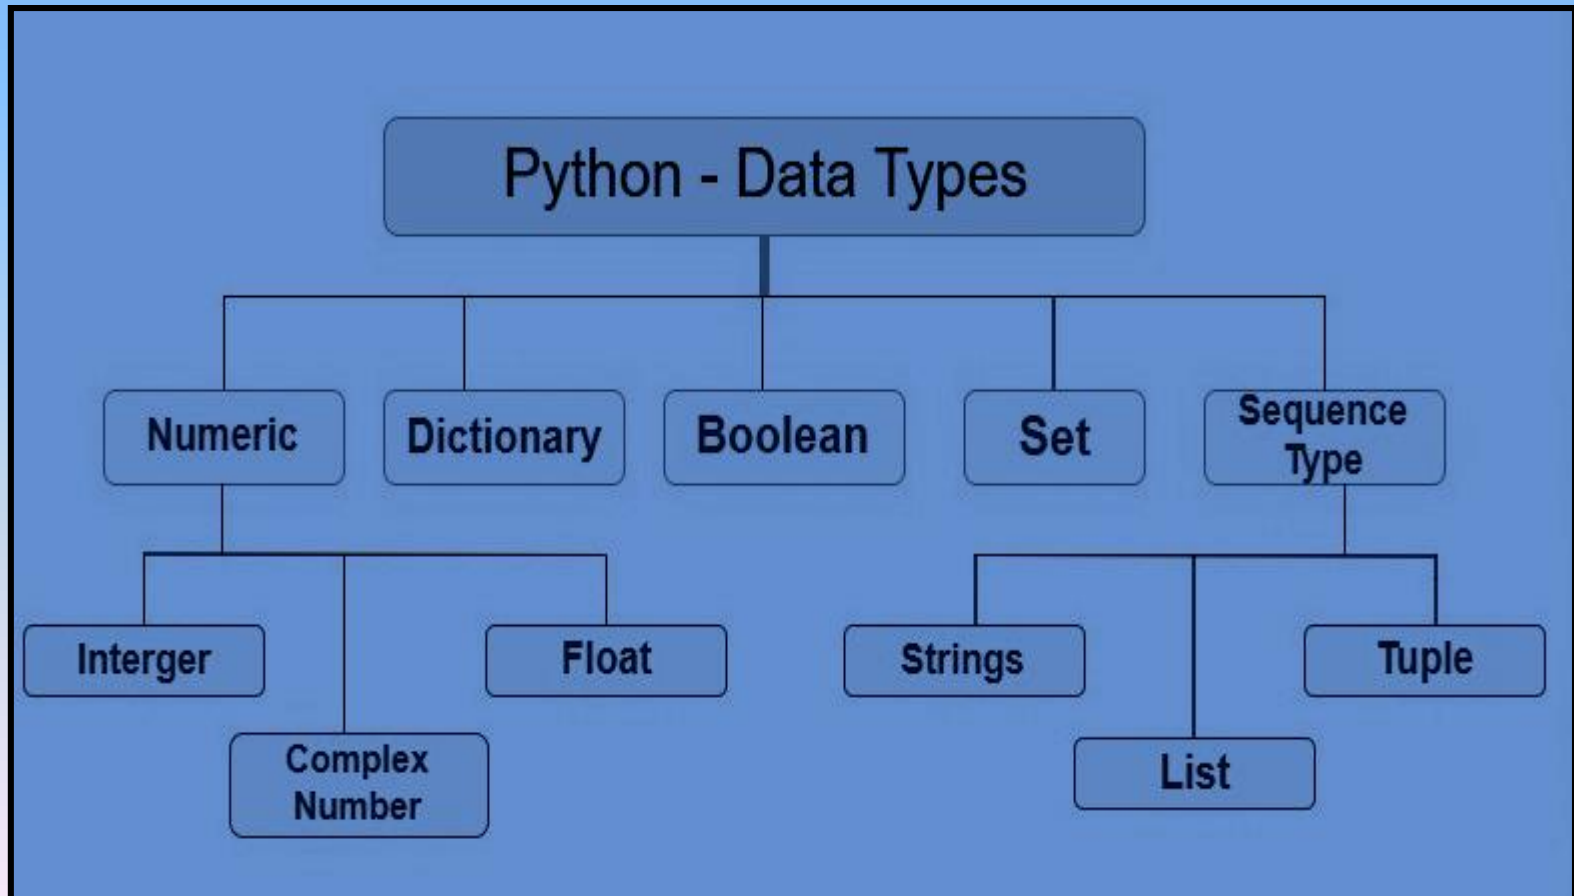 Python - Data Types
Numeric
Dictionary
Boolean
Set
Sequence
Type
Interger
Float
Strings
Tuple
Complex
Number
List